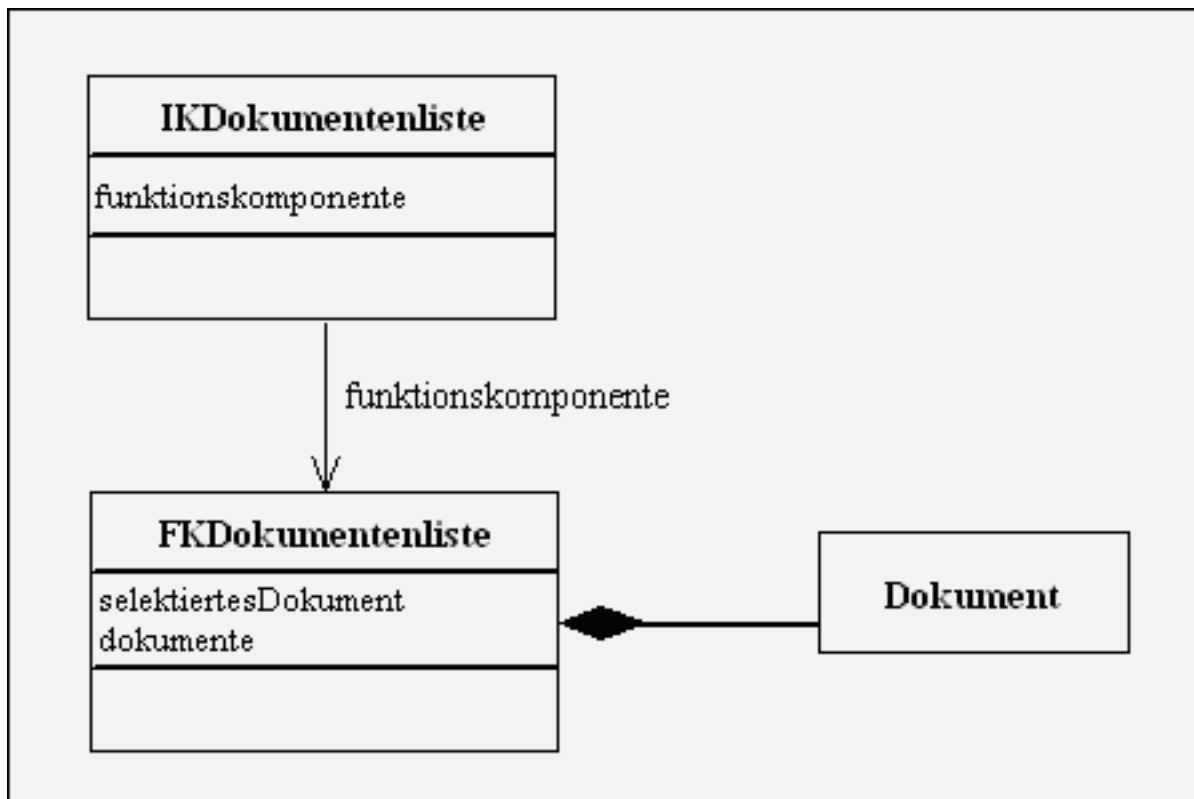 IKDokumentenliste
funktionskomponente
funktionskomponente
FKDokumentenliste
selektiertesDokument
dokumente
Dokument